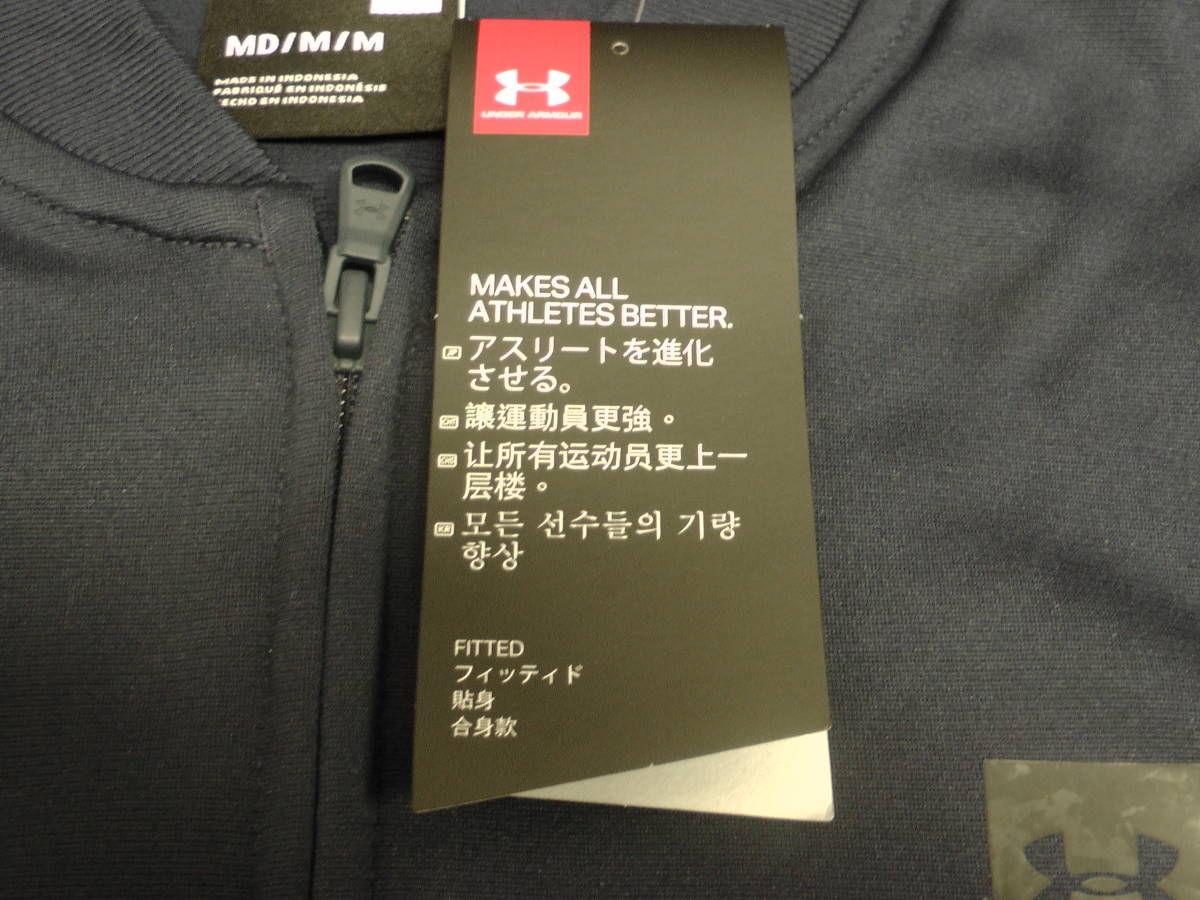 MD/M/M
MADE IN INDONESIA
FABRIQUÉ EN INDONÉSIE
HECHO EN INDONESIA
UNDER ARMOUR
MAKES ALL
ATHLETES BETTER.
JP アスリートを進化
させる。
讓運動員更強。
让所有运动员更上一
层楼。
KR 모든 선수들의 기량
향상
FITTED
フィッティド
貼身
合身款